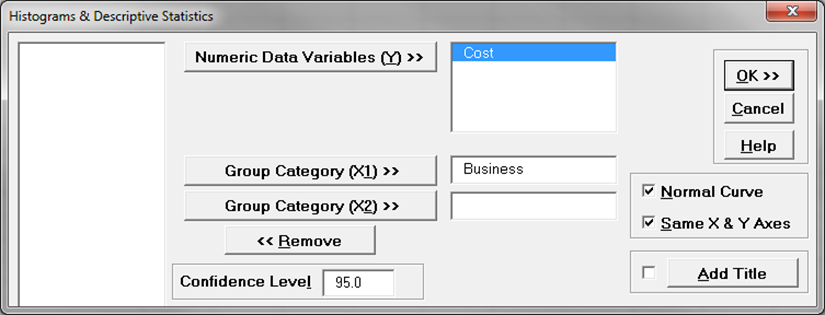 Histograms & Descriptive Statistics
Numeric Data Variables (Y) >>
Cost
OK >>
Cancel
Help
Group Category (X1) >>
Business
Group Category (X2) >>
<< Remove
Normal Curve
Same X & Y Axes
Confidence Level
95.0
Add Title